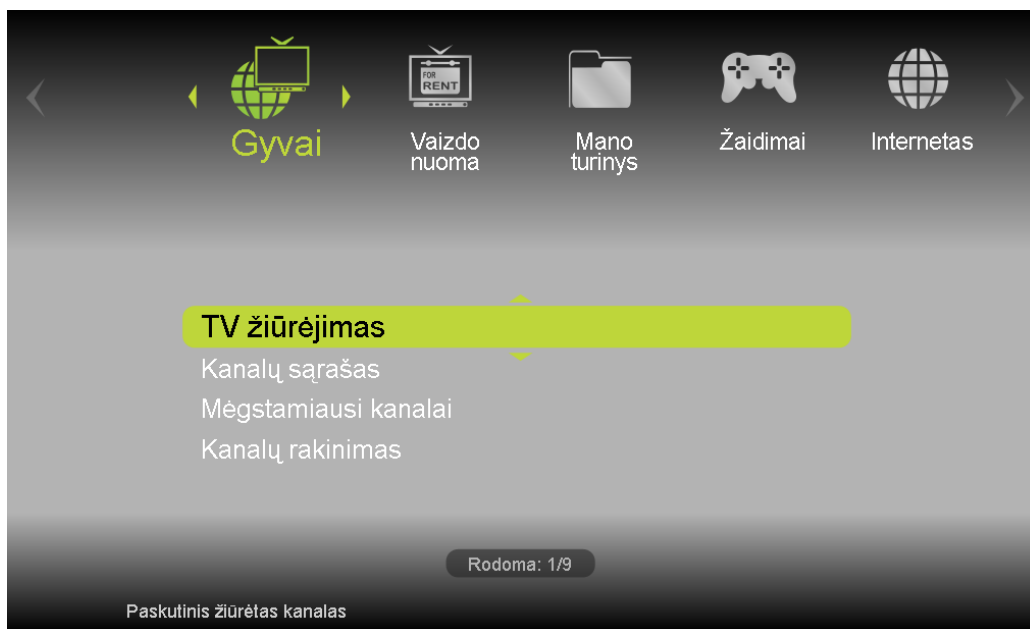 FOR
RENT
Gyvai
Vaizdo
nuoma
Mano
turinys
Žaidimai
Internetas
TV žiūrėjimas
Kanalų sąrašas
Mėgstamiausi kanalai
Kanalų rakinimas
Rodoma: 1/9
Paskutinis žiūrėtas kanalas